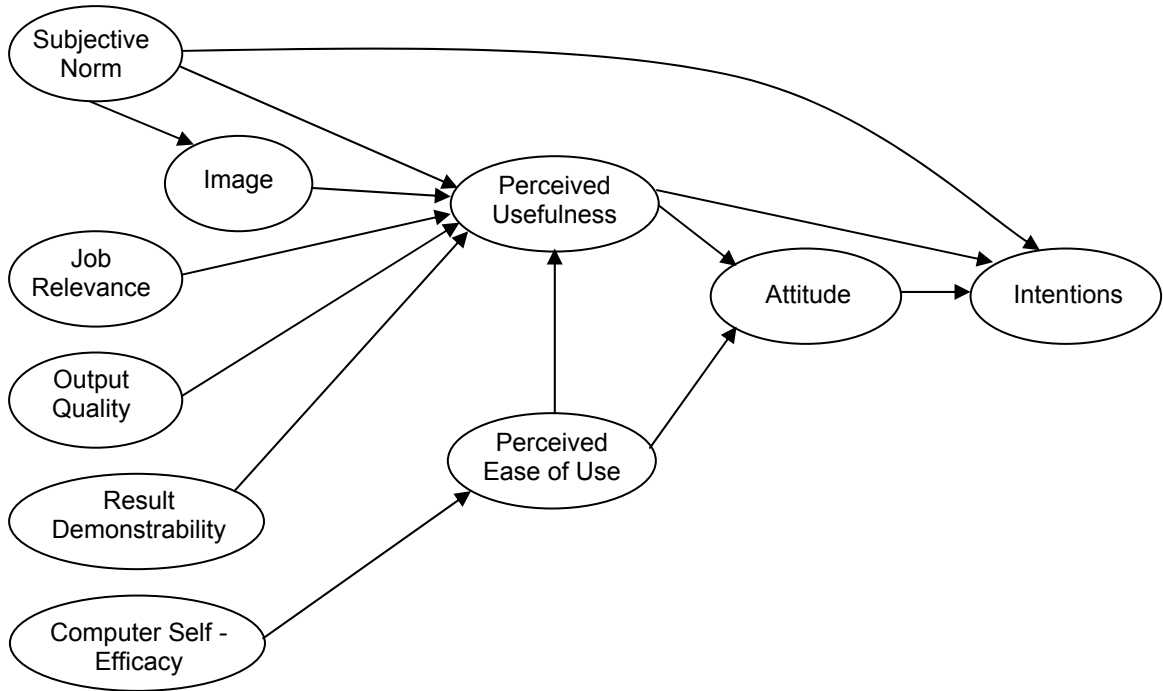 Subjective
Norm
Image
Perceived
Usefulness
Job
Relevance
Attitude
Intentions
Output
Quality
Perceived
Ease of Use
Result
Demonstrability
Computer Self -
Efficacy